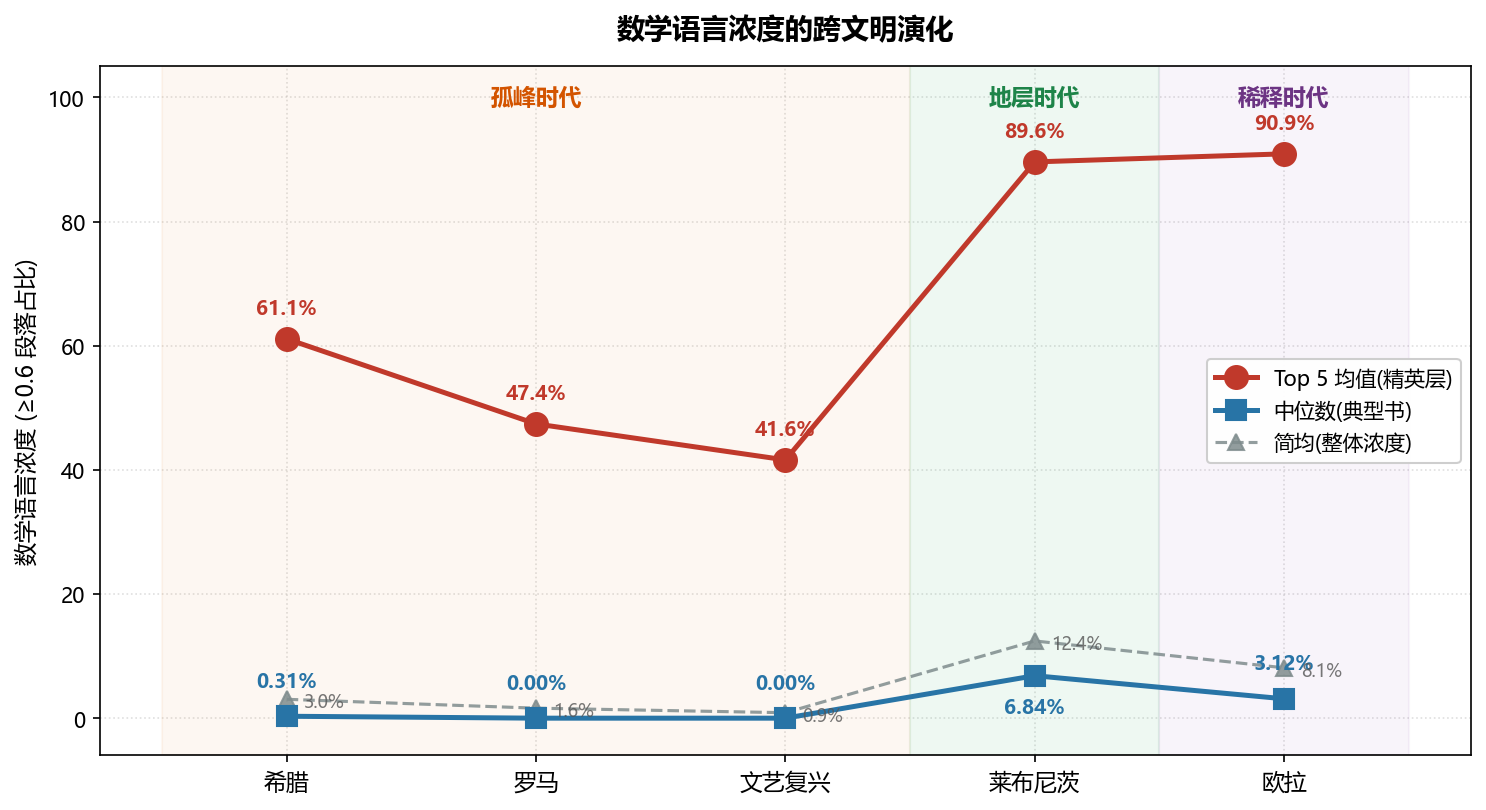 数学语言浓度的跨文明演化
孤峰时代
地层时代
稀释时代
89.6%
90.9%
61.1%
47.4%
41.6%
0.31%
3.0%
0.00%
1.6%
0.00%
0.9%
12.4%
6.84%
3.12%
8.1%
Top 5 均值(精英层)
中位数(典型书)
简均(整体浓度)
数学语言浓度 (≥0.6 段落占比)
100
80
60
40
20
0
希腊
罗马
文艺复兴
莱布尼茨
欧拉